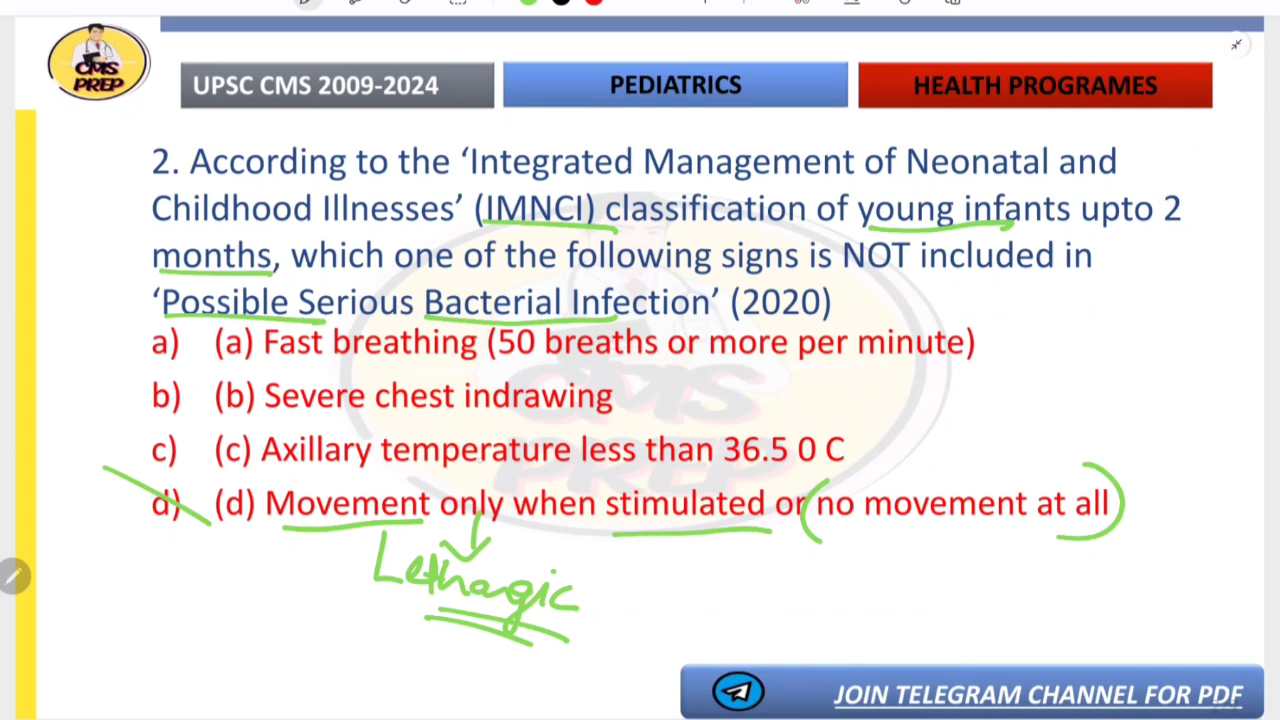 CMS
PREP
UPSC CMS 2009-2024
PEDIATRICS
HEALTH PROGRAMES
2. According to the ‘Integrated Management of Neonatal and
Childhood Illnesses’ (IMNCI) classification of young infants upto 2
months, which one of the following signs is NOT included in
‘Possible Serious Bacterial Infection’ (2020)
a) (a) Fast breathing (50 breaths or more per minute)
b) (b) Severe chest indrawing
c) (c) Axillary temperature less than 36.5 0 C
d) (d) Movement only when stimulated or (no movement at all)
Lethargic
CMS
PREP
JOIN TELEGRAM CHANNEL FOR PDF